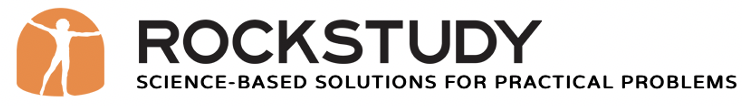 ROCKSTUDY
SCIENCE-BASED SOLUTIONS FOR PRACTICAL PROBLEMS